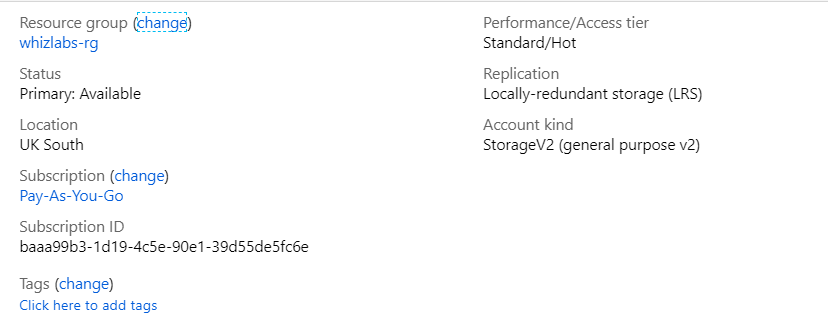 Resource group (change)
whizlabs-rg
Status
Primary: Available
Location
UK South
Subscription (change)
Pay-As-You-Go
Subscription ID
baaa99b3-1d19-4c5e-90e1-39d55de5fc6e
Tags (change)
Click here to add tags
Performance/Access tier
Standard/Hot
Replication
Locally-redundant storage (LRS)
Account kind
StorageV2 (general purpose v2)